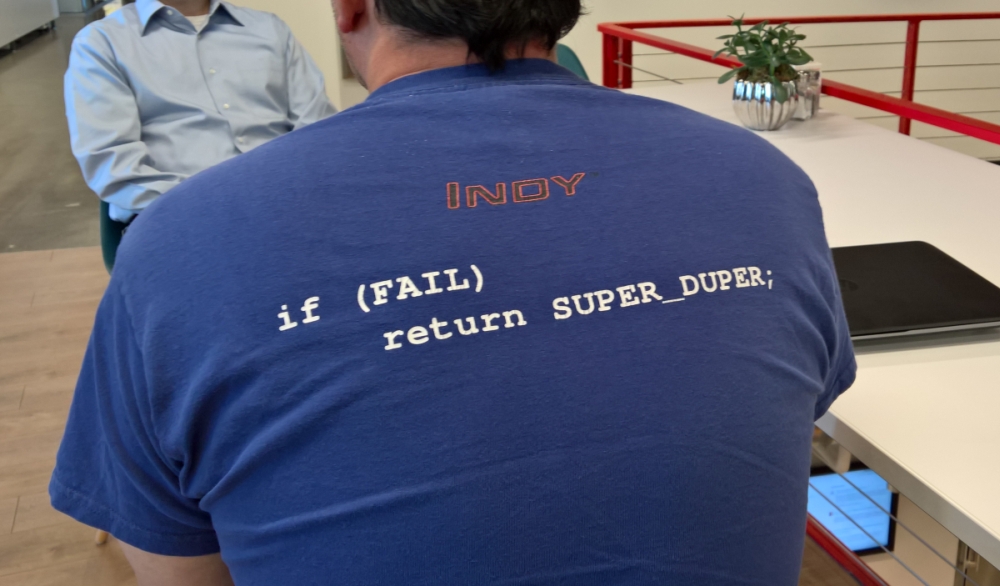 INDY
if (FAIL)
return SUPER_DUPER;